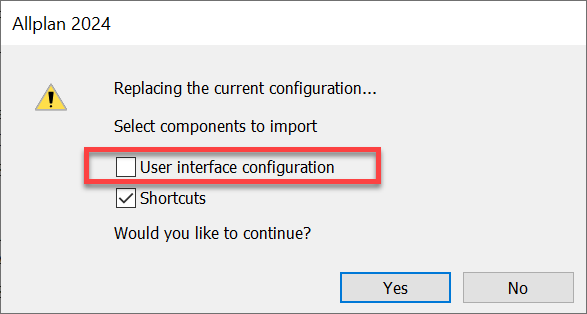 Allplan 2024
Replacing the current configuration...
Select components to import
User interface configuration
Shortcuts
Would you like to continue?
Yes
No